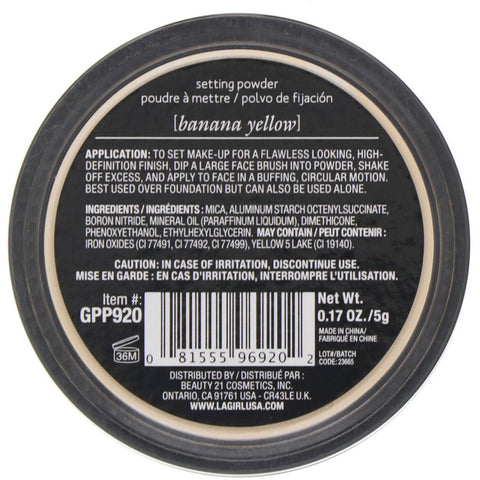 setting powder
poudre à mettre / polvo de fijación
[banana yellow]
APPLICATION: TO SET MAKE-UP FOR A FLAWLESS LOOKING, HIGH-
DEFINITION FINISH, DIP A LARGE FACE BRUSH INTO POWDER, SHAKE
OFF EXCESS, AND APPLY TO FACE IN A BUFFING, CIRCULAR MOTION.
BEST USED OVER FOUNDATION BUT CAN ALSO BE USED ALONE.
INGREDIENTS / INGRÉDIENTS: MICA, ALUMINUM STARCH OCTENYLSUCCINATE,
BORON NITRIDE, MINERAL OIL (PARAFFINUM LIQUIDUM), DIMETHICONE,
PHENOXYETHANOL, ETHYLHEXYLGLYCERIN. MAY CONTAIN / PEUT CONTENIR :
IRON OXIDES (CI 77491, CI 77492, CI 77499), YELLOW 5 LAKE (CI 19140).
CAUTION: IN CASE OF IRRITATION, DISCONTINUE USE.
MISE EN GARDE : EN CAS D'IRRITATION, INTERROMPRE L'UTILISATION.
Item #:
GPP920
36M
0 81555 96920 2
Net Wt.
0.17 OZ./5g
MADE IN CHINA/
FABRIQUÉ EN CHINE
LOT#/BATCH
CODE: 23665
DISTRIBUTED BY / DISTRIBUÉ PAR :
BEAUTY 21 COSMETICS, INC.
ONTARIO, CA 91761 USA - CR43LE U.K.
WWW.LAGIRLUSA.COM